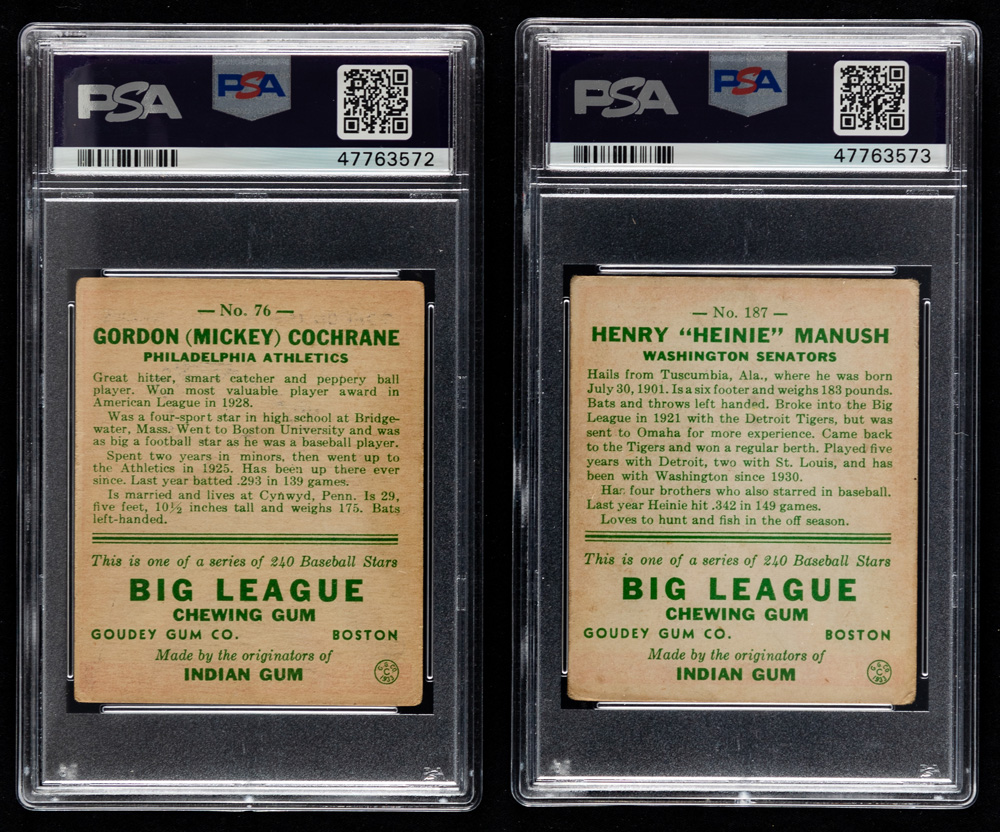 PSA
PSA
47763572
— No. 76 —
GORDON (MICKEY) COCHRANE
PHILADELPHIA ATHLETICS
Great hitter, smart catcher and peppery ball
player. Won most valuable player award in
American League in 1928.
Was a four-sport star in high school at Bridge-
water, Mass. Went to Boston University and was
as big a football star as he was a baseball player.
Spent two years in minors, then went up to
the Athletics in 1925. Has been up there ever
since. Last year batted .293 in 139 games.
Is married and lives at Cynwyd, Penn. Is 29,
five feet, 10½ inches tall and weighs 175. Bats
left-handed.
This is one of a series of 240 Baseball Stars
BIG LEAGUE
CHEWING GUM
GOUDEY GUM CO. BOSTON
Made by the originators of
INDIAN GUM
G.G.CO.
C
1933
PSA
PSA
47763573
— No. 187 —
HENRY "HEINIE" MANUSH
WASHINGTON SENATORS
Hails from Tuscumbia, Ala., where he was born
July 30, 1901. Is a six footer and weighs 183 pounds.
Bats and throws left handed. Broke into the Big
League in 1921 with the Detroit Tigers, but was
sent to Omaha for more experience. Came back
to the Tigers and won a regular berth. Played five
years with Detroit, two with St. Louis, and has
been with Washington since 1930.
Has four brothers who also starred in baseball.
Last year Heinie hit .342 in 149 games.
Loves to hunt and fish in the off season.
This is one of a series of 240 Baseball Stars
BIG LEAGUE
CHEWING GUM
GOUDEY GUM CO. BOSTON
Made by the originators of
INDIAN GUM
G.G.CO.
C
1933